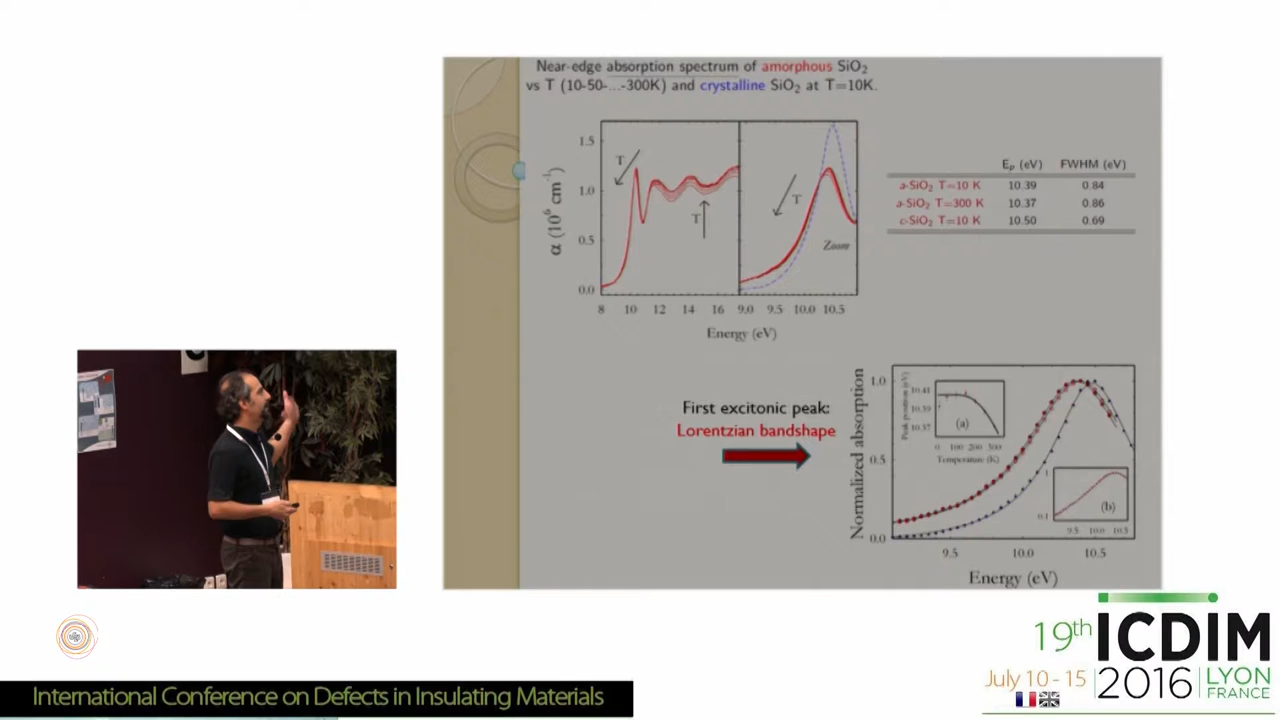 Near-edge absorption spectrum of amorphous SiO2
vs T (10-50-...-300K) and crystalline SiO2 at T=10K.
α (10^6 cm^-1)
1.5
1.0
0.5
0.0
T
T
T
Zoom
8 10 12 14 16 9.0 9.5 10.0 10.5
Energy (eV)
Ep (eV) FWHM (eV)
a-SiO2 T=10 K 10.39 0.84
a-SiO2 T=300 K 10.37 0.86
c-SiO2 T=10 K 10.50 0.69
First excitonic peak:
Lorentzian bandshape
Normalized absorption
1.0
0.5
0.0
Peak position (eV)
10.41
10.39
10.37
(a)
0 100 200 300
Temperature (K)
1
0.1
(b)
9.5 10.0 10.5
9.5 10.0 10.5
Energy (eV)
19th ICDIM
July 10 - 15 2016 LYON
FRANCE
International Conference on Defects in Insulating Materials